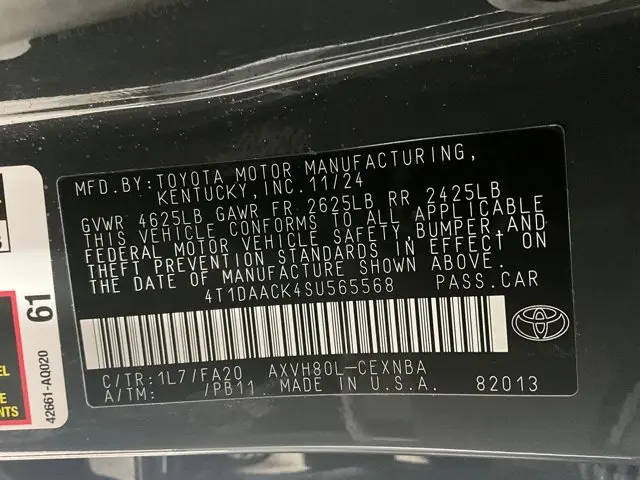 MFD.BY: TOYOTA MOTOR MANUFACTURING,
KENTUCKY, INC. 11/24
GVWR 4625LB GAWR FR 2625LB RR 2425LB
THIS VEHICLE CONFORMS TO ALL APPLICABLE
FEDERAL MOTOR VEHICLE SAFETY, BUMPER, AND
THEFT PREVENTION STANDARDS IN EFFECT ON
THE DATE OF MANUFACTURE SHOWN ABOVE.
4T1DAACK4SU565568 PASS.CAR
C/TR: 1L7/FA20 AXVH80L-CEXNBA
A/TM: /PB11 MADE IN U.S.A. 82013
61
42661-AQ020